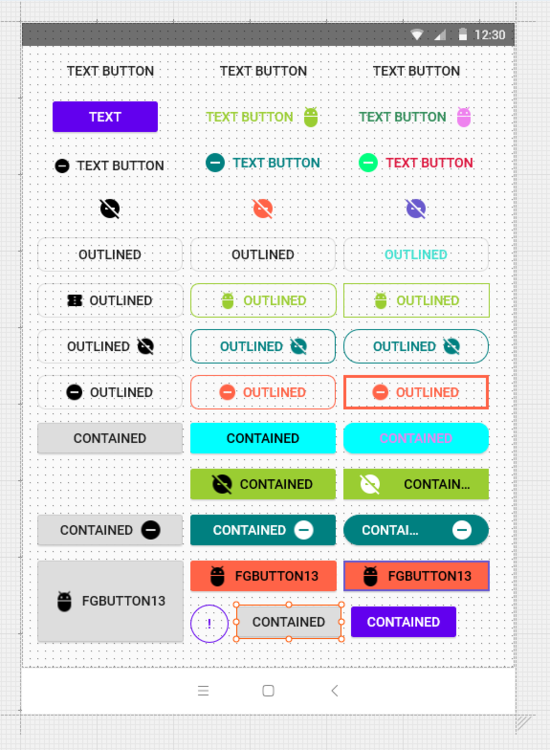 12:30
TEXT BUTTON TEXT BUTTON TEXT BUTTON
TEXT TEXT BUTTON TEXT BUTTON
TEXT BUTTON TEXT BUTTON TEXT BUTTON
OUTLINED OUTLINED OUTLINED
OUTLINED OUTLINED OUTLINED
OUTLINED OUTLINED OUTLINED
OUTLINED OUTLINED OUTLINED
CONTAINED CONTAINED CONTAINED
CONTAINED CONTAIN...
CONTAINED CONTAINED CONTAI...
FGBUTTON13 FGBUTTON13
FGBUTTON13
! CONTAINED CONTAINED